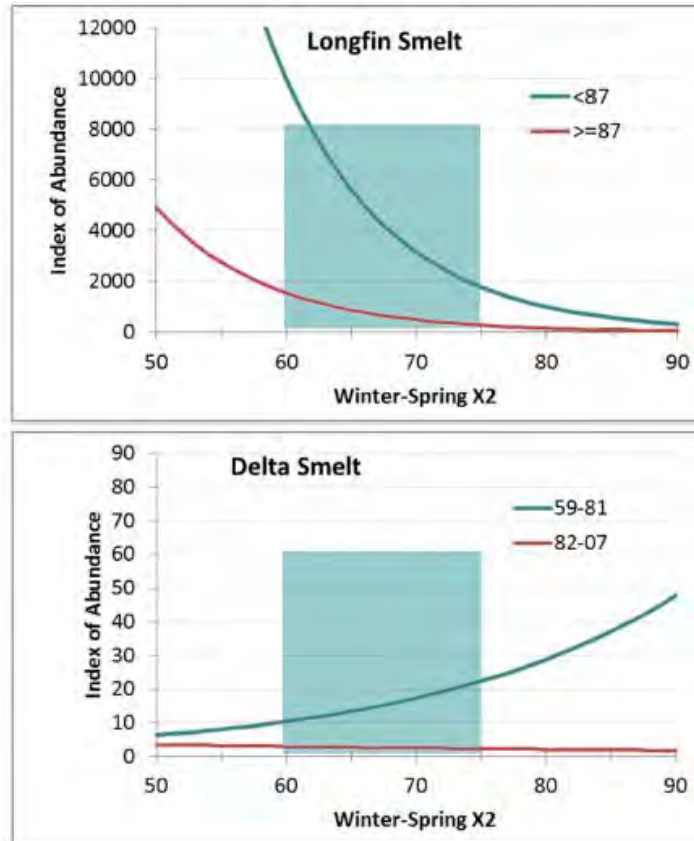 Longfin Smelt
12000
10000
8000
6000
4000
2000
0
Index of Abundance
<87
>=87
50 60 70 80 90
Winter-Spring X2
Delta Smelt
90
80
70
60
50
40
30
20
10
0
Index of Abundance
59-81
82-07
50 60 70 80 90
Winter-Spring X2